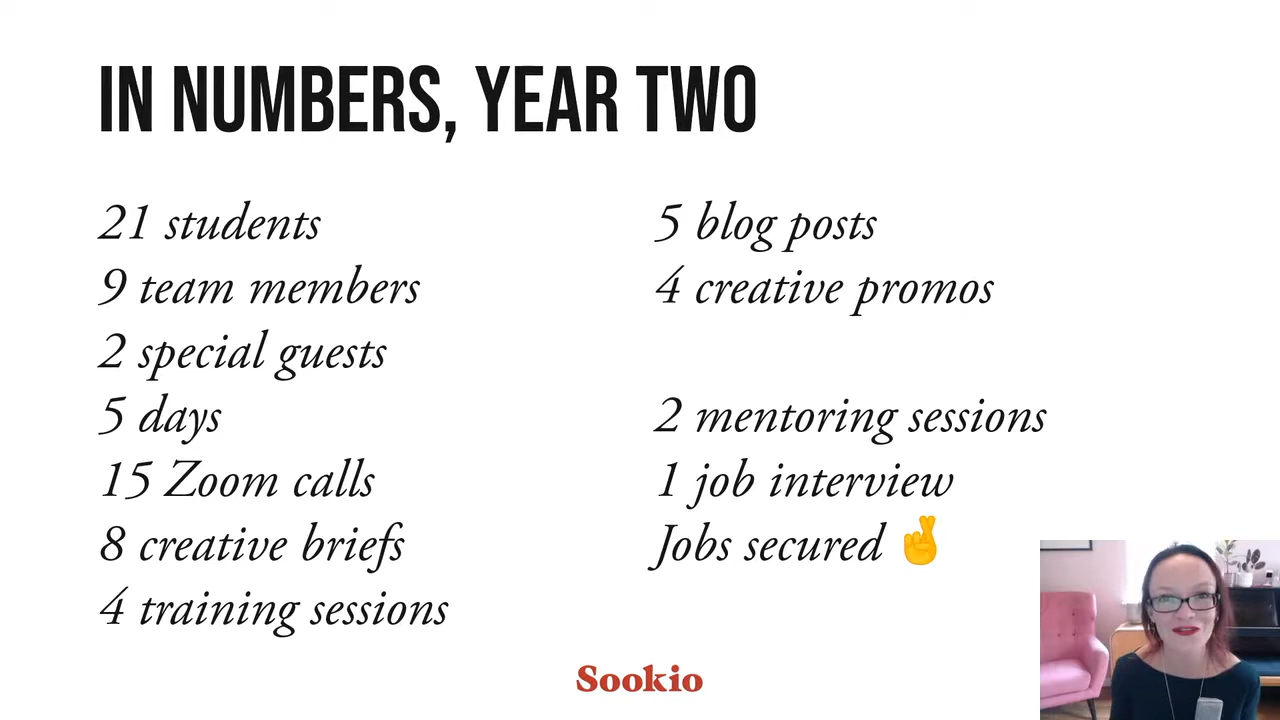 IN NUMBERS, YEAR TWO
21 students
9 team members
2 special guests
5 days
15 Zoom calls
8 creative briefs
4 training sessions
5 blog posts
4 creative promos
2 mentoring sessions
1 job interview
Jobs secured 🤞
Sookio